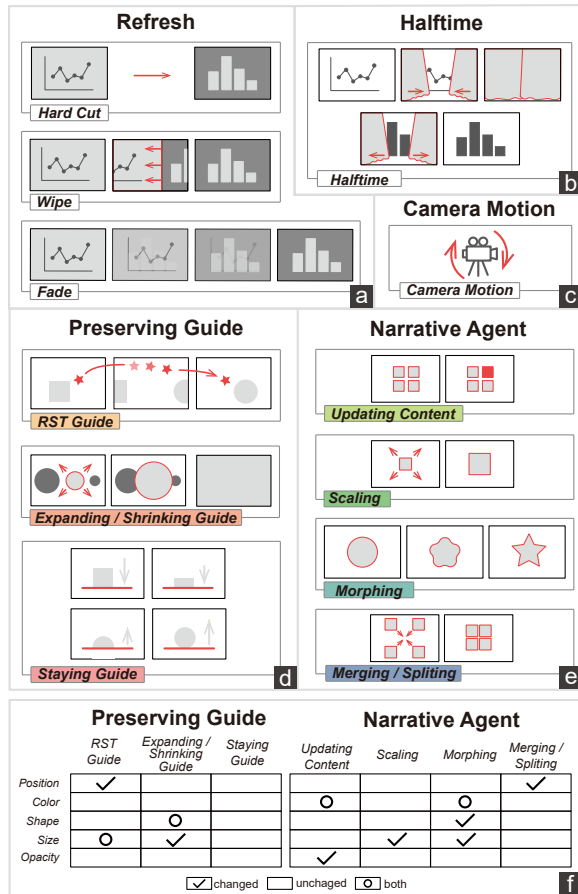 Refresh
Hard Cut
Wipe
Fade
a
Halftime
Halftime
b
Camera Motion
Camera Motion
c
Preserving Guide
RST Guide
Expanding / Shrinking Guide
Staying Guide
d
Narrative Agent
Updating Content
Scaling
Morphing
Merging / Spliting
e
Preserving Guide
Narrative Agent
RST
Guide
Expanding /
Shrinking
Guide
Staying
Guide
Updating
Content
Scaling
Morphing
Merging /
Spliting
Position
Color
Shape
Size
Opacity
changed
unchaged
both
f